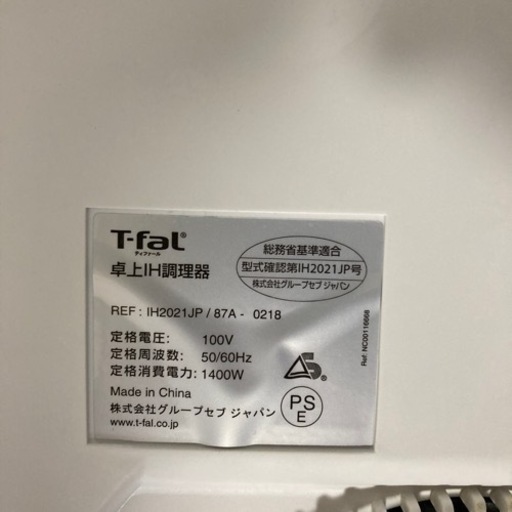 T-fal®
ティファール
卓上IH調理器
総務省基準適合
型式確認第IH2021JP号
株式会社グループセブ ジャパン
REF : IH2021JP / 87A - 0218
定格電圧: 100V
定格周波数: 50/60Hz
定格消費電力: 1400W
Made in China
株式会社グループセブ ジャパン
www.t-fal.co.jp
S
PS
E
Ref: NC00116668